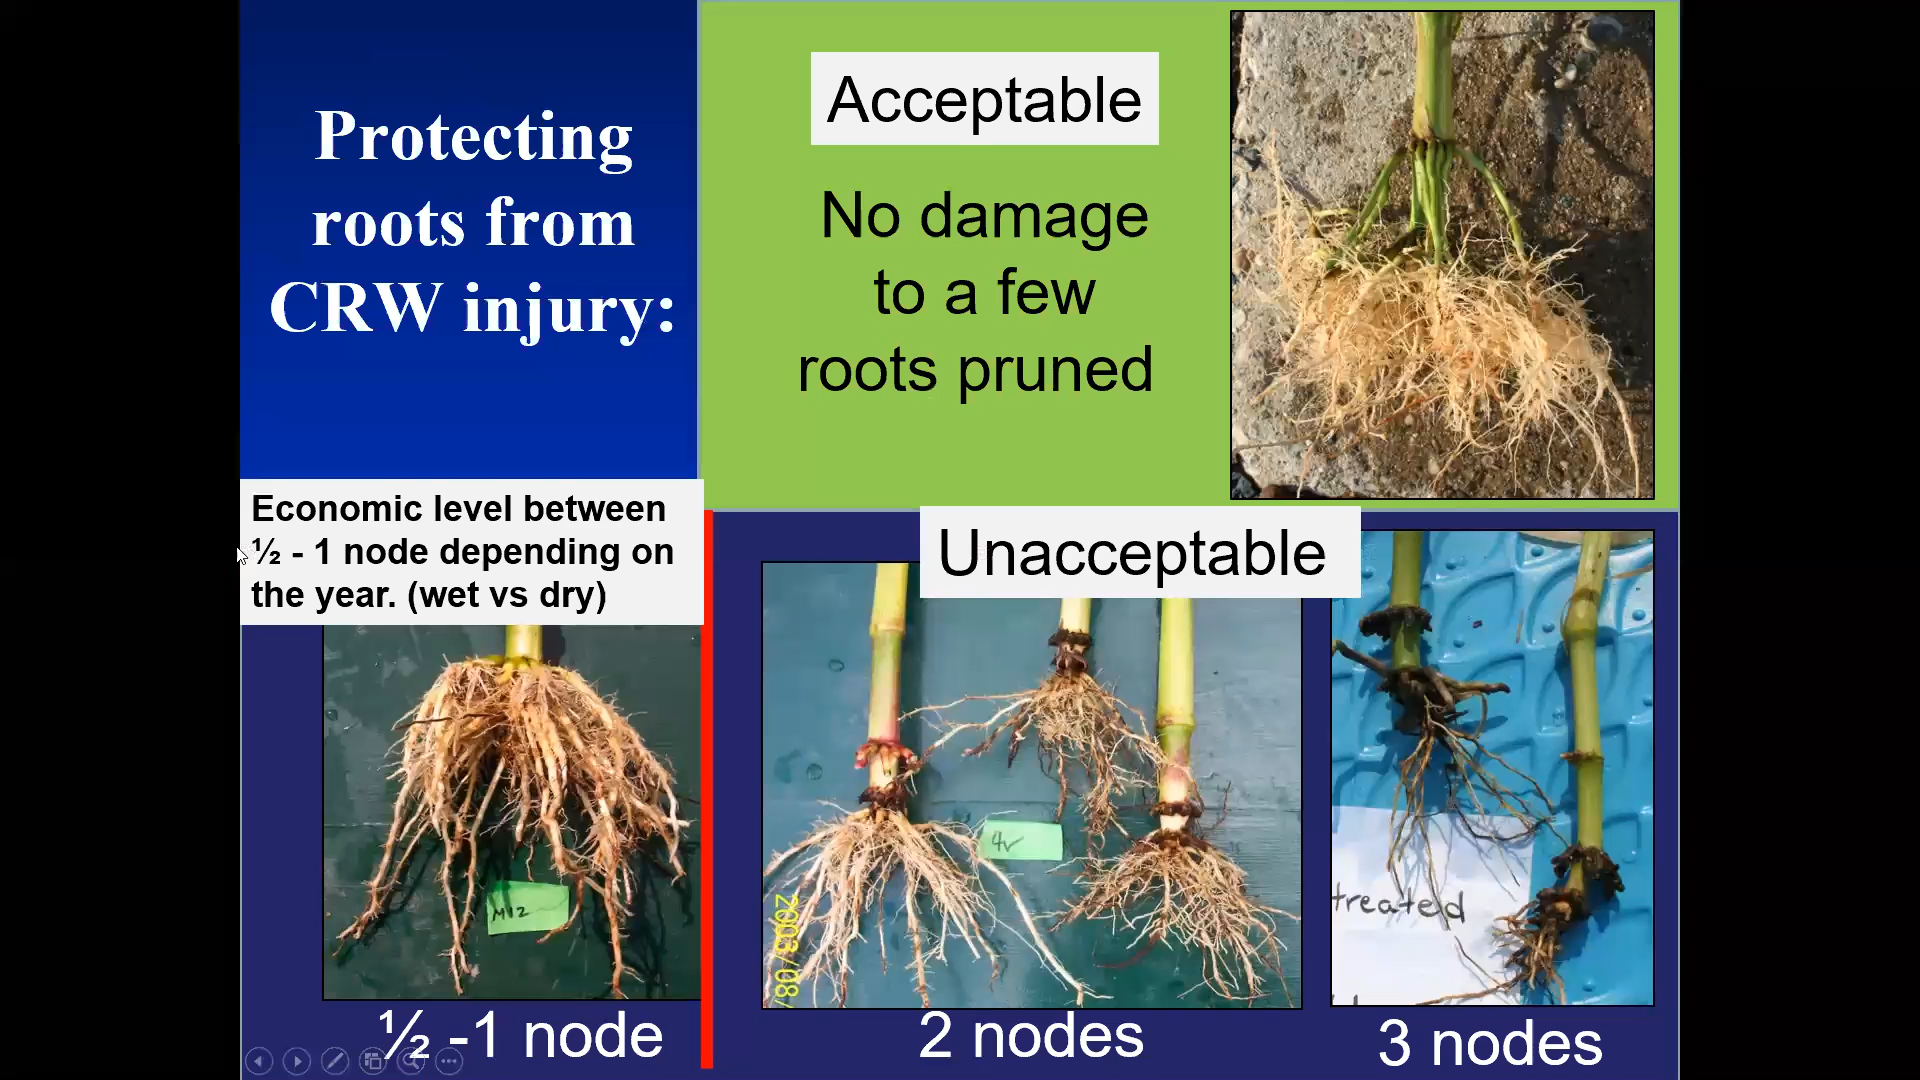 Protecting
roots from
CRW injury:
Acceptable
No damage
to a few
roots pruned
Economic level between
½ - 1 node depending on
the year. (wet vs dry)
Unacceptable
M12
4v
2003/08/
treated
½ -1 node
2 nodes
3 nodes